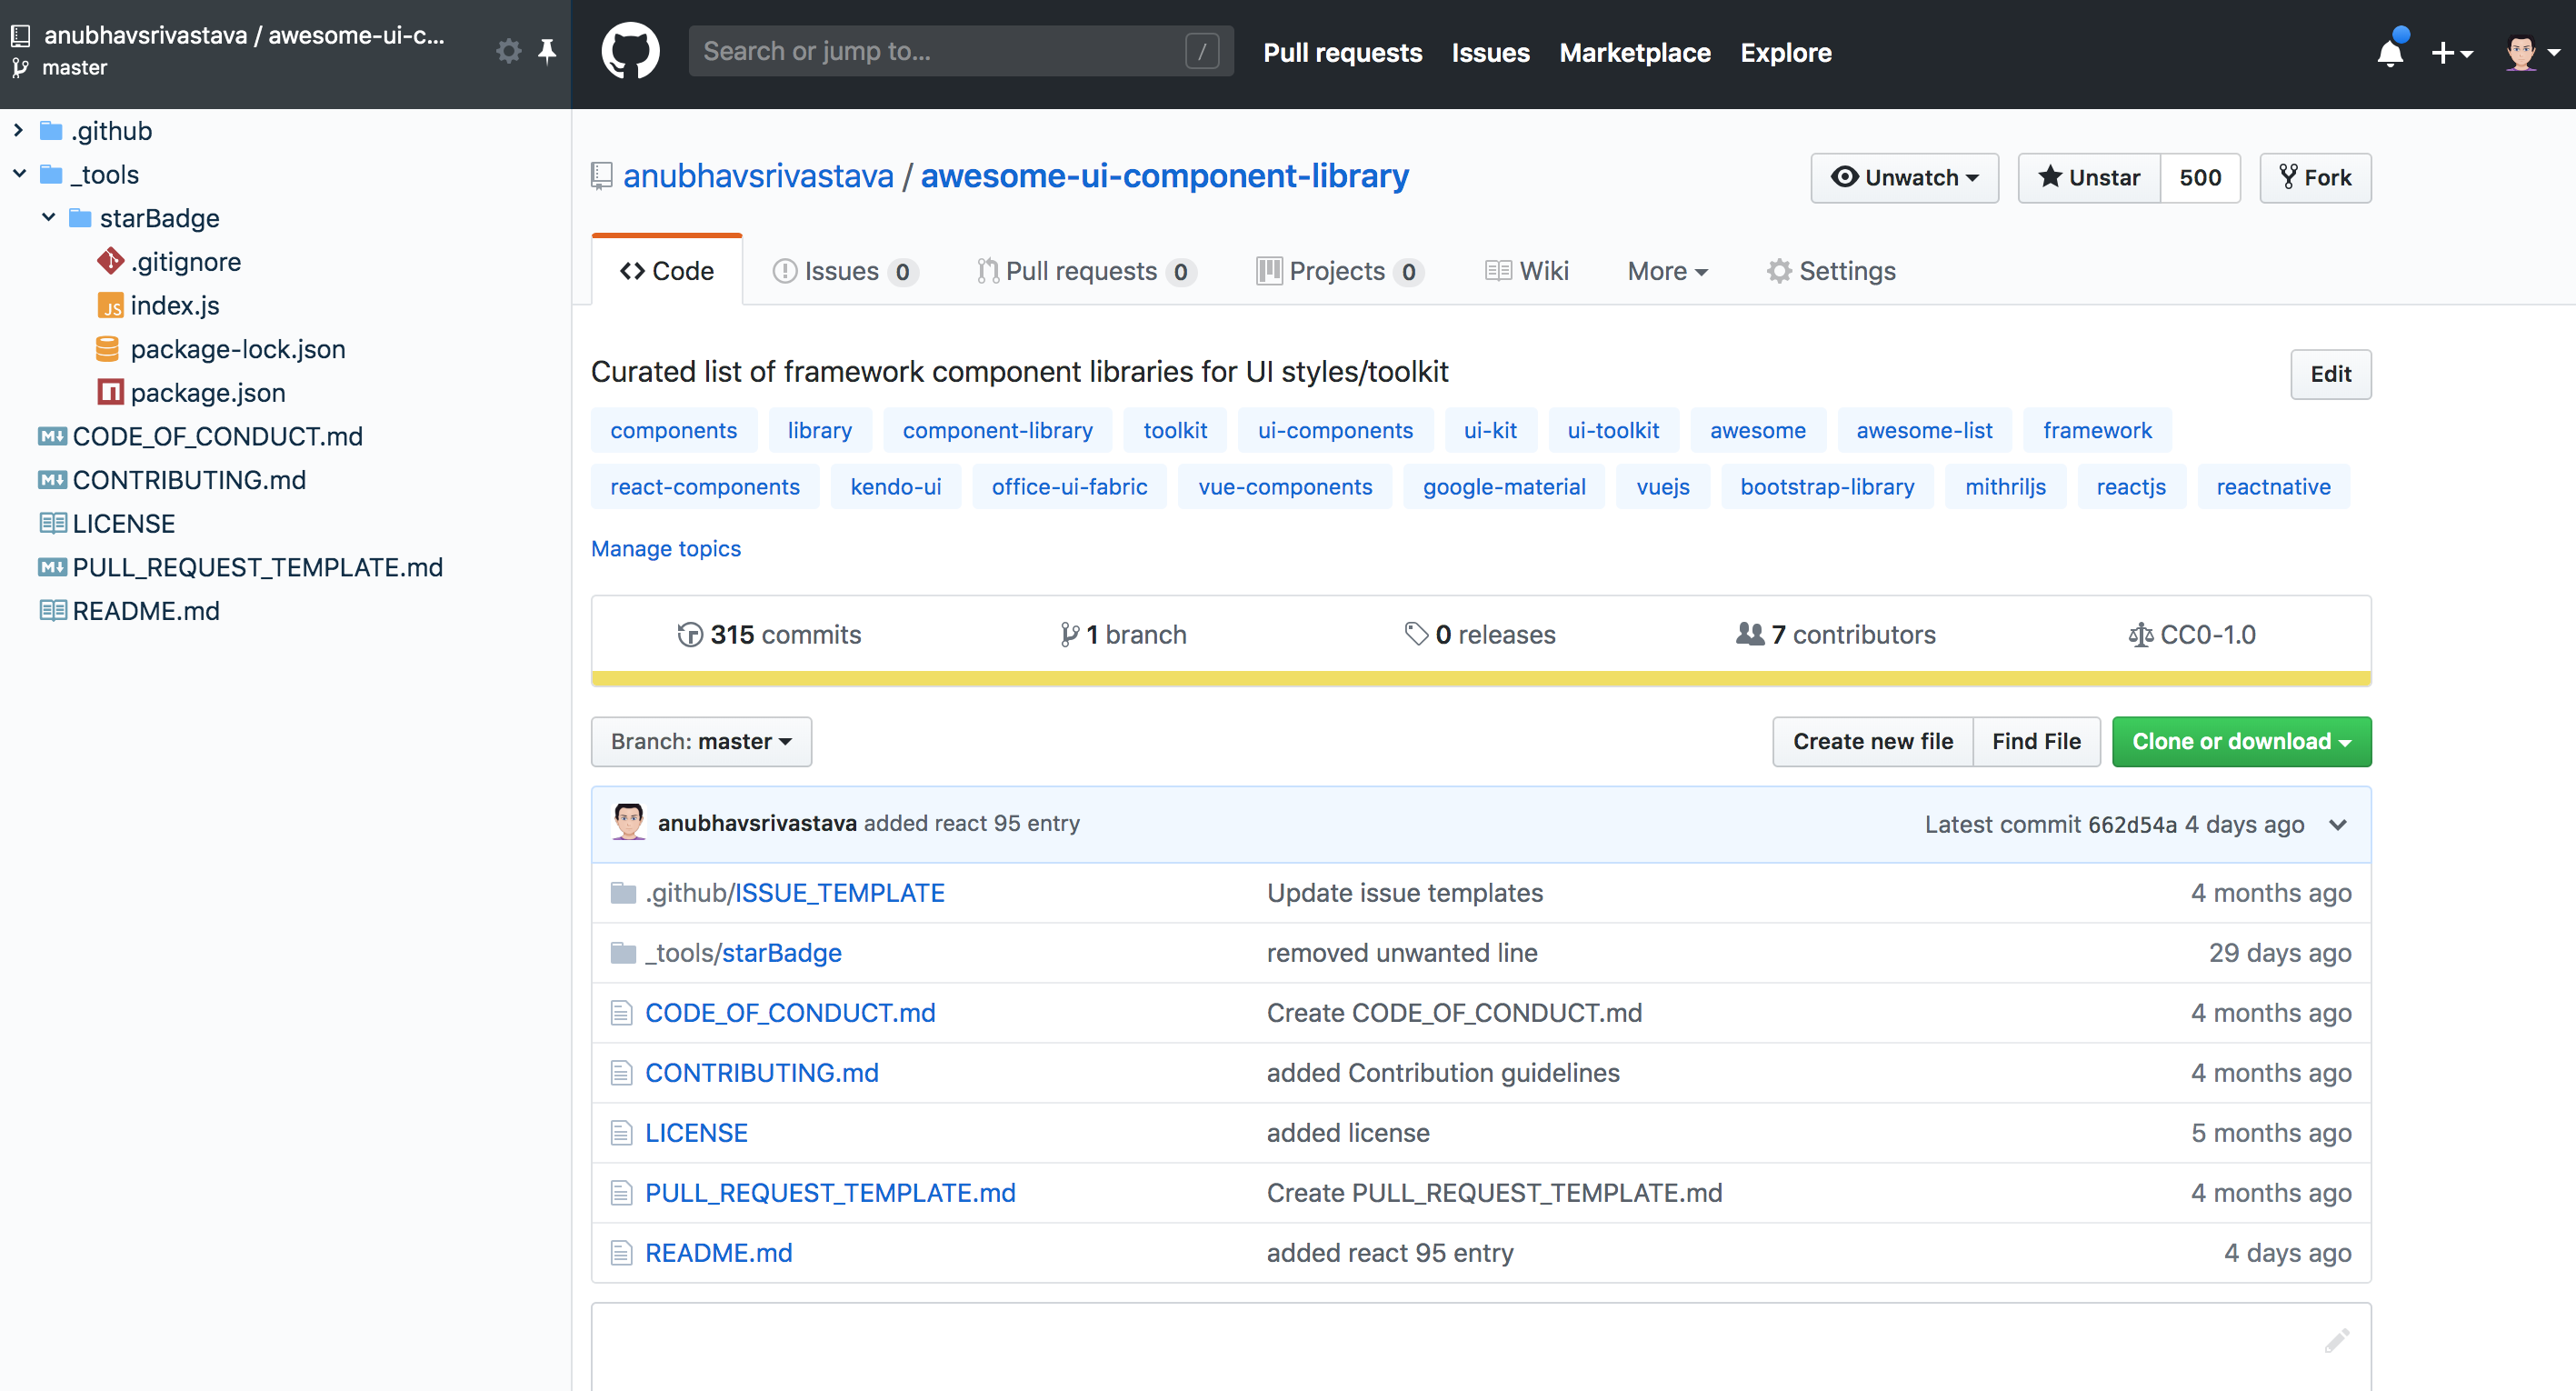 anubhavsrivastava / awesome-ui-c...
master
.github
_tools
starBadge
.gitignore
JS index.js
package-lock.json
package.json
M↓ CODE_OF_CONDUCT.md
M↓ CONTRIBUTING.md
LICENSE
M↓ PULL_REQUEST_TEMPLATE.md
README.md
Search or jump to... /
Pull requests Issues Marketplace Explore
anubhavsrivastava / awesome-ui-component-library
Unwatch Unstar 500 Fork
Code Issues 0 Pull requests 0 Projects 0 Wiki More Settings
Curated list of framework component libraries for UI styles/toolkit Edit
components library component-library toolkit ui-components ui-kit ui-toolkit awesome awesome-list framework
react-components kendo-ui office-ui-fabric vue-components google-material vuejs bootstrap-library mithriljs reactjs reactnative
Manage topics
315 commits 1 branch 0 releases 7 contributors CC0-1.0
Branch: master Create new file Find File Clone or download
anubhavsrivastava added react 95 entry Latest commit 662d54a 4 days ago
.github/ISSUE_TEMPLATE Update issue templates 4 months ago
_tools/starBadge removed unwanted line 29 days ago
CODE_OF_CONDUCT.md Create CODE_OF_CONDUCT.md 4 months ago
CONTRIBUTING.md added Contribution guidelines 4 months ago
LICENSE added license 5 months ago
PULL_REQUEST_TEMPLATE.md Create PULL_REQUEST_TEMPLATE.md 4 months ago
README.md added react 95 entry 4 days ago